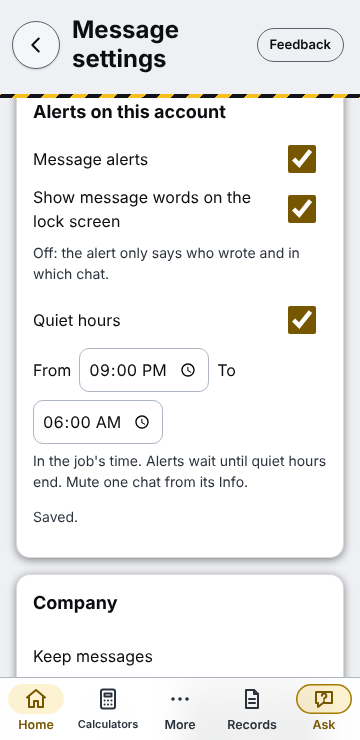 Message
settings
Feedback
Alerts on this account
Message alerts
Show message words on the
lock screen
Off: the alert only says who wrote and in
which chat.
Quiet hours
From 09:00 PM To
06:00 AM
In the job's time. Alerts wait until quiet hours
end. Mute one chat from its Info.
Saved.
Company
Keep messages
Home Calculators More Records Ask